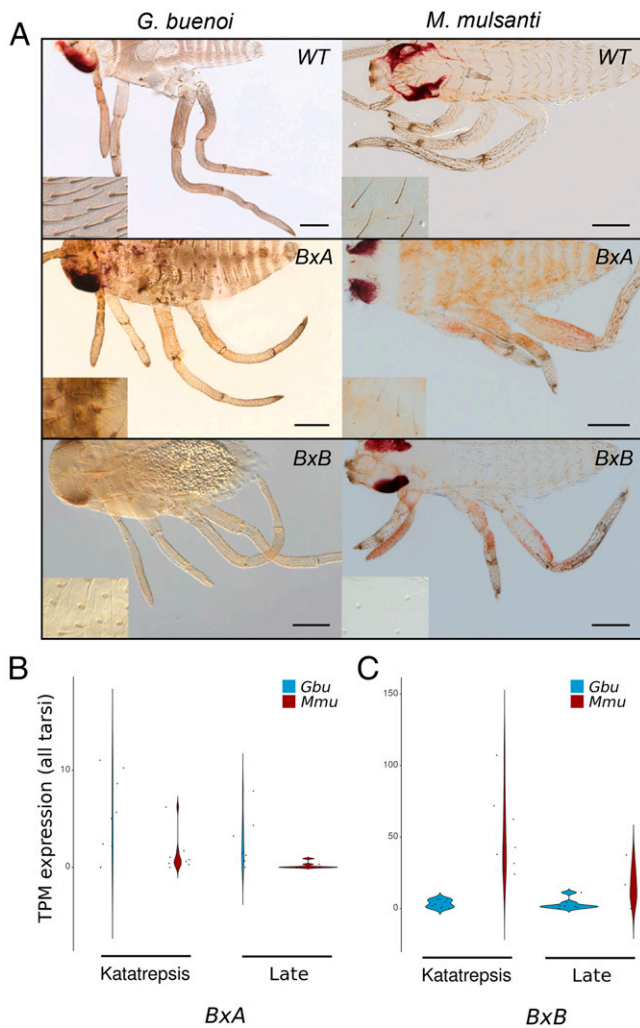 G. buenoi
M. mulsanti
A
WT
WT
BxA
BxA
BxB
BxB
B
C
Gbu
Mmu
Gbu
Mmu
TPM expression (all tarsi)
10
0
150
100
50
0
Katatrepsis
Late
Katatrepsis
Late
BxA
BxB